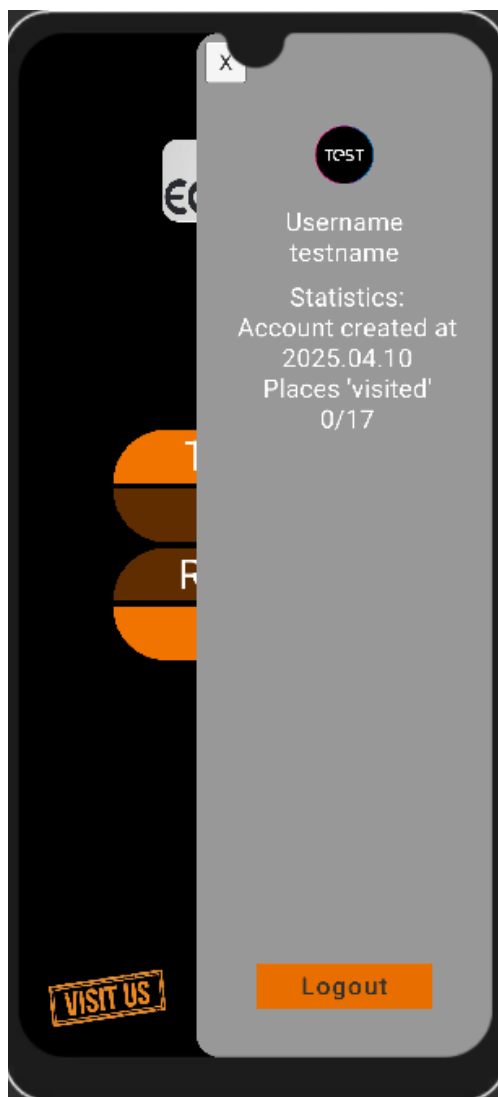 X
TEST
Username
testname
Statistics:
Account created at
2025.04.10
Places 'visited'
0/17
Logout
VISIT US